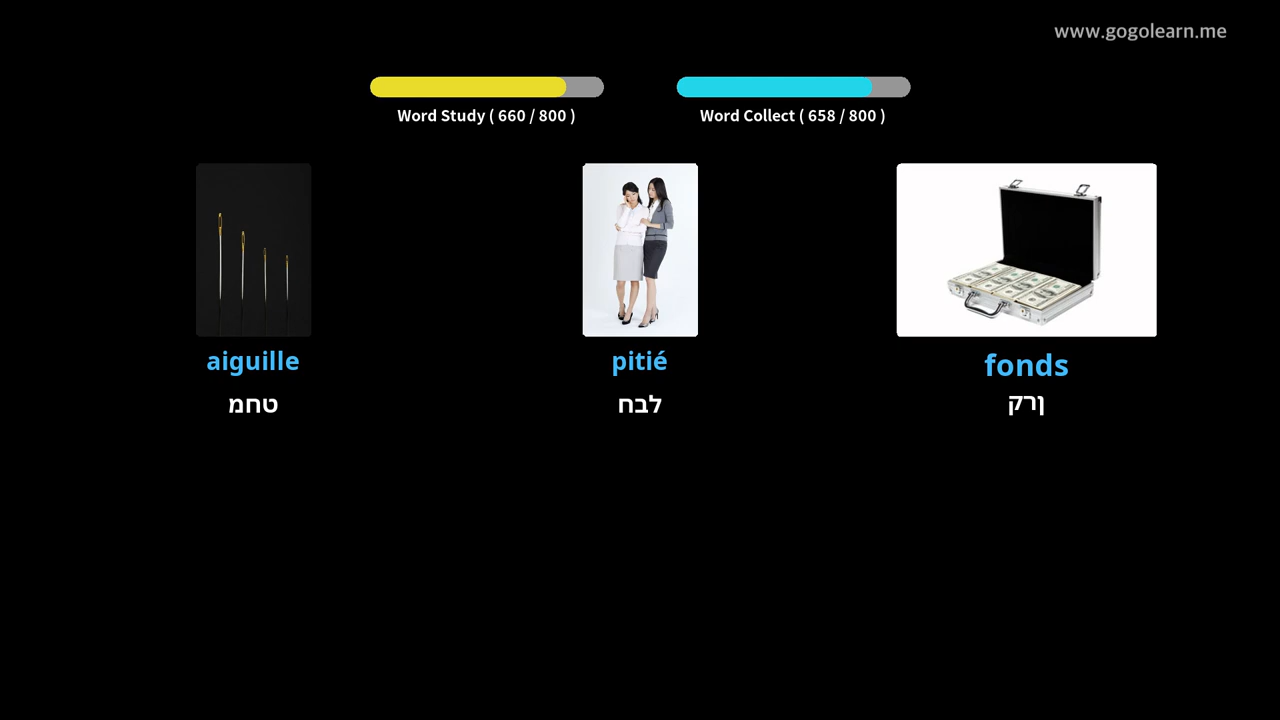 www.gogolearn.me
Word Study ( 660 / 800 )
Word Collect ( 658 / 800 )
aiguille
טחמ
pitié
לבח
fonds
ןרק